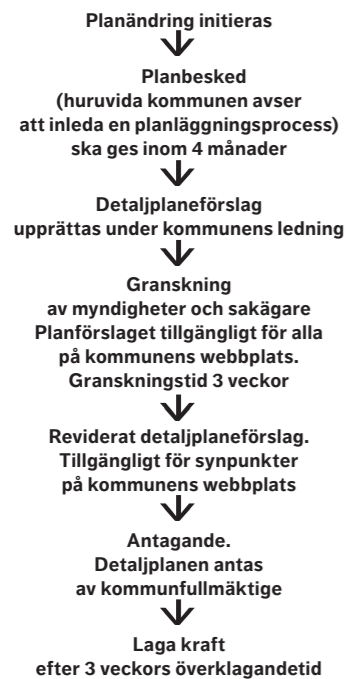 Planändring initieras
Planbesked
(huruvida kommunen avser
att inleda en planläggningsprocess)
ska ges inom 4 månader
Detaljplaneförslag
upprättas under kommunens ledning
Granskning
av myndigheter och sakägare
Planförslaget tillgängligt för alla
på kommunens webbplats.
Granskningstid 3 veckor
Reviderat detaljplaneförslag.
Tillgängligt för synpunkter
på kommunens webbplats
Antagande.
Detaljplanen antas
av kommunfullmäktige
Laga kraft
efter 3 veckors överklagandetid